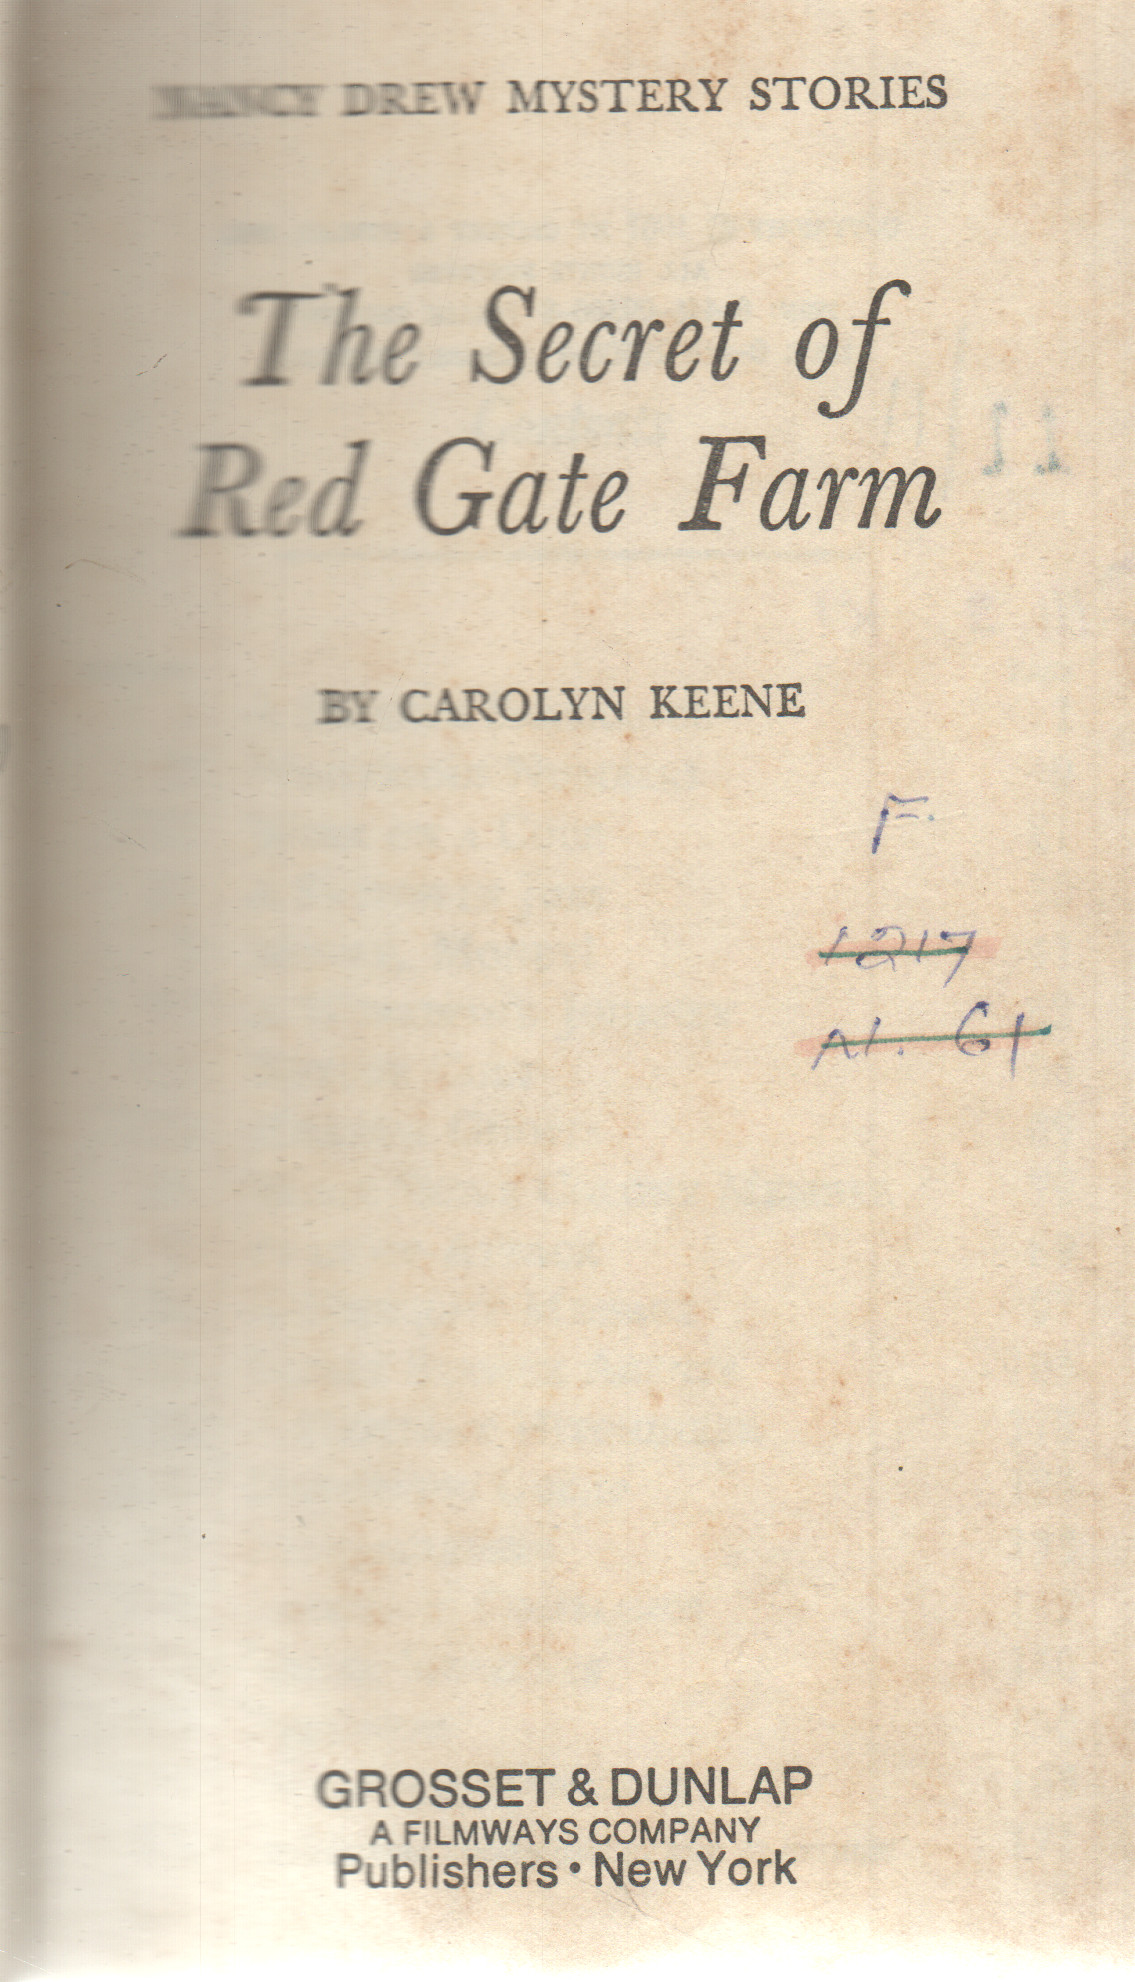 NANCY DREW MYSTERY STORIES
The Secret of
Red Gate Farm
BY CAROLYN KEENE
F.
1217
N. 61
GROSSET & DUNLAP
A FILMWAYS COMPANY
Publishers • New York